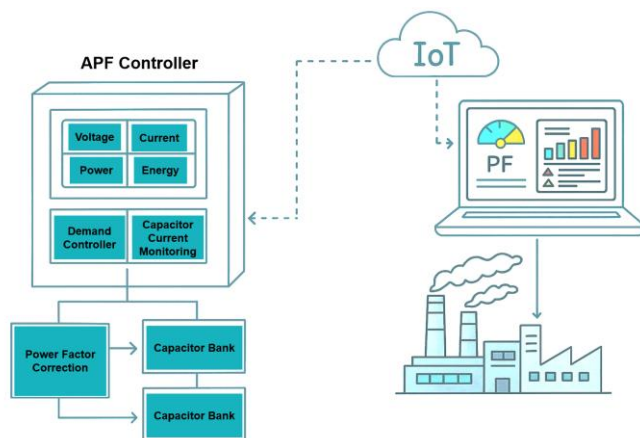 APF Controller
IoT
Voltage
Current
Power
Energy
PF
Demand
Controller
Capacitor
Current
Monitoring
Power Factor
Correction
Capacitor Bank
Capacitor Bank